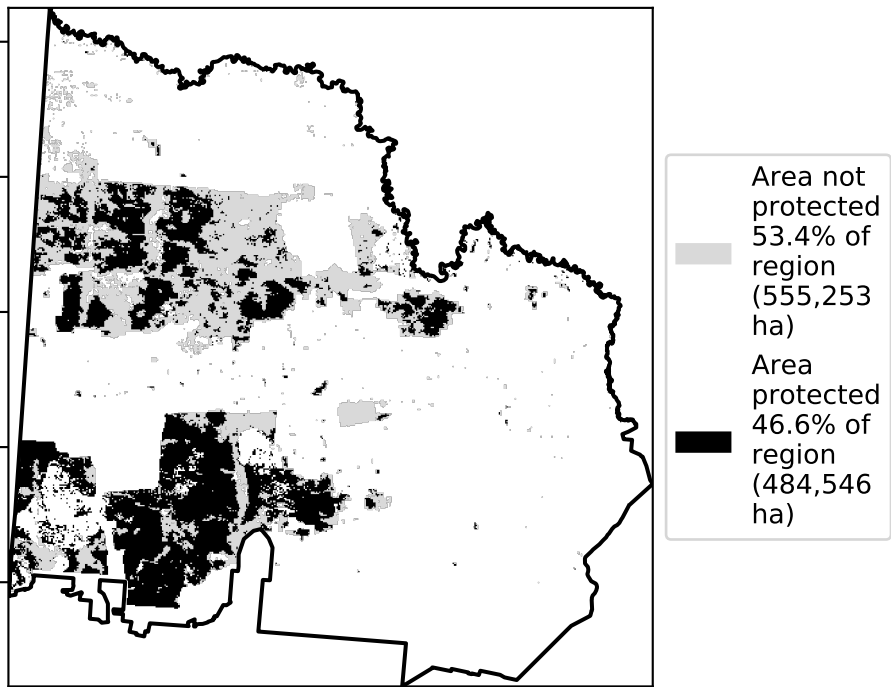 Area not
protected
53.4% of
region
(555,253
ha)
Area
protected
46.6% of
region
(484,546
ha)